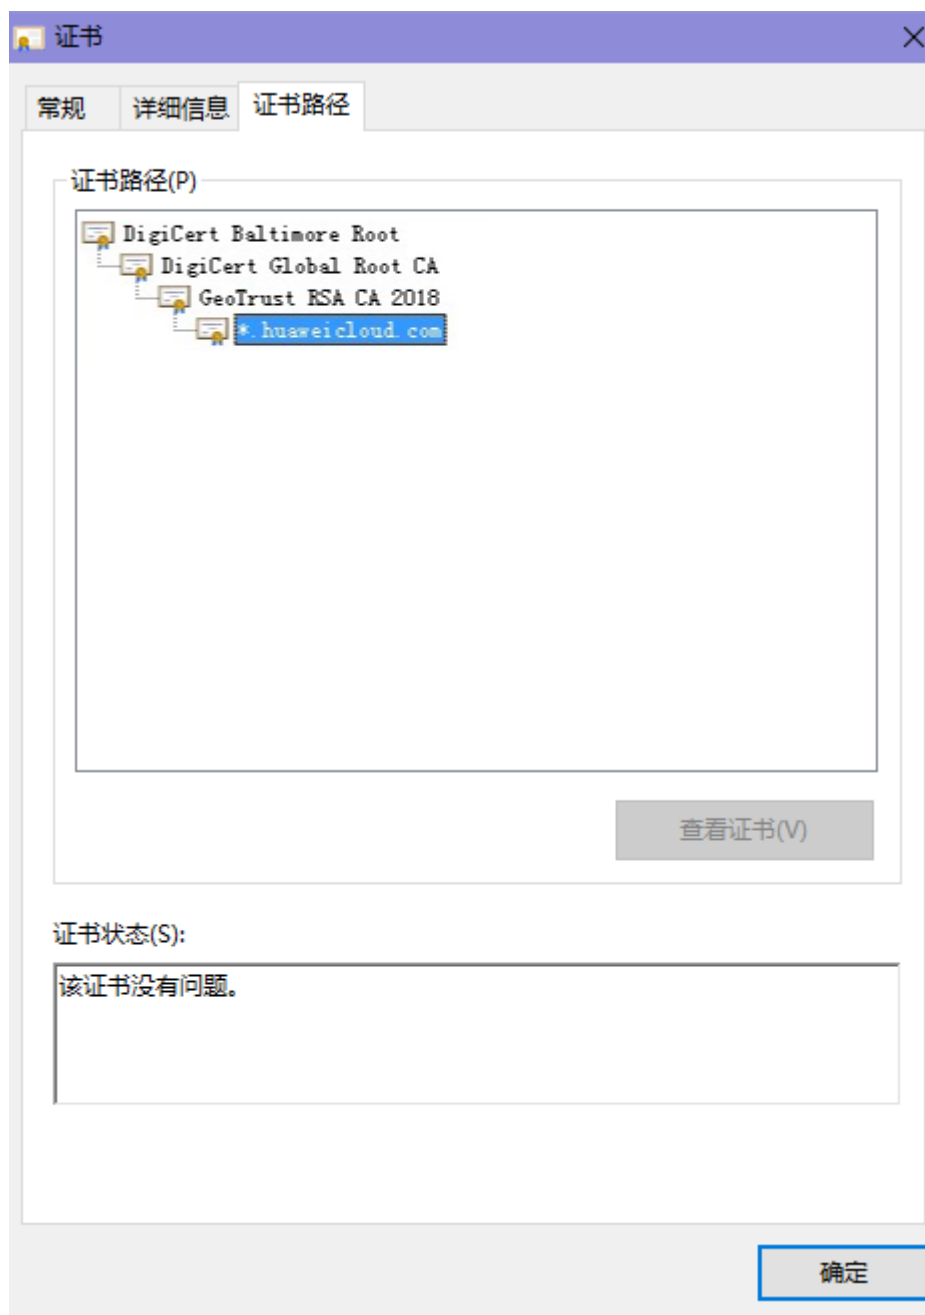 证书
常规 详细信息 证书路径
证书路径(P)
DigiCert Baltimore Root
DigiCert Global Root CA
GeoTrust RSA CA 2018
*.huaweicloud.com
查看证书(V)
证书状态(S):
该证书没有问题。
确定